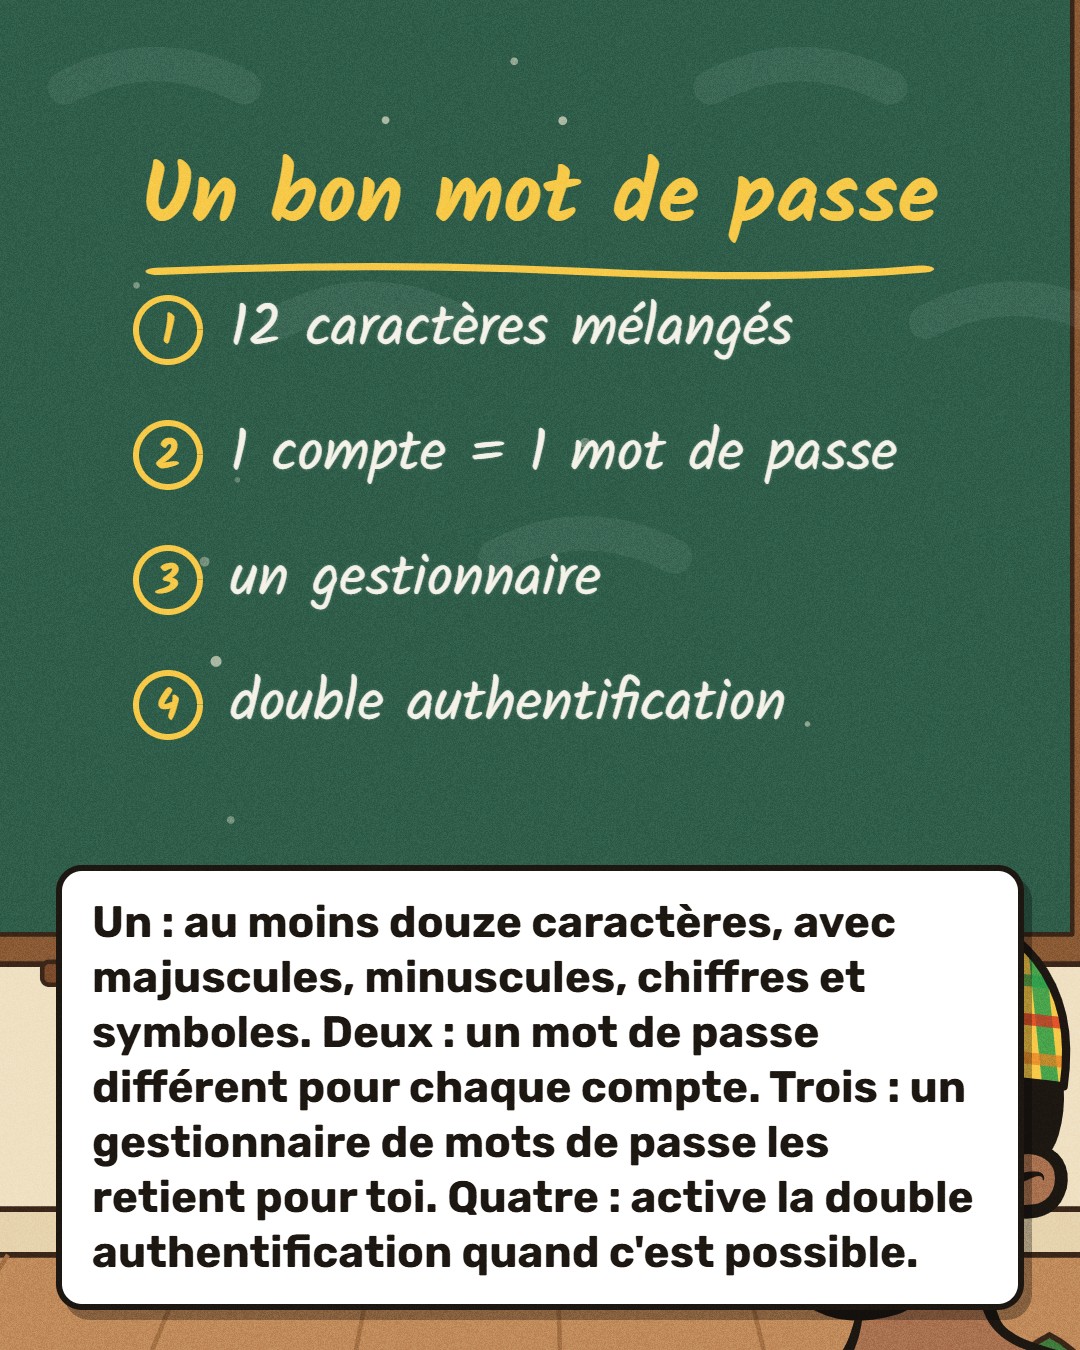 Un bon mot de passe
1 12 caractères mélangés
2 1 compte = 1 mot de passe
3 un gestionnaire
4 double authentification
Un : au moins douze caractères, avec
majuscules, minuscules, chiffres et
symboles. Deux : un mot de passe
différent pour chaque compte. Trois : un
gestionnaire de mots de passe les
retient pour toi. Quatre : active la double
authentification quand c'est possible.